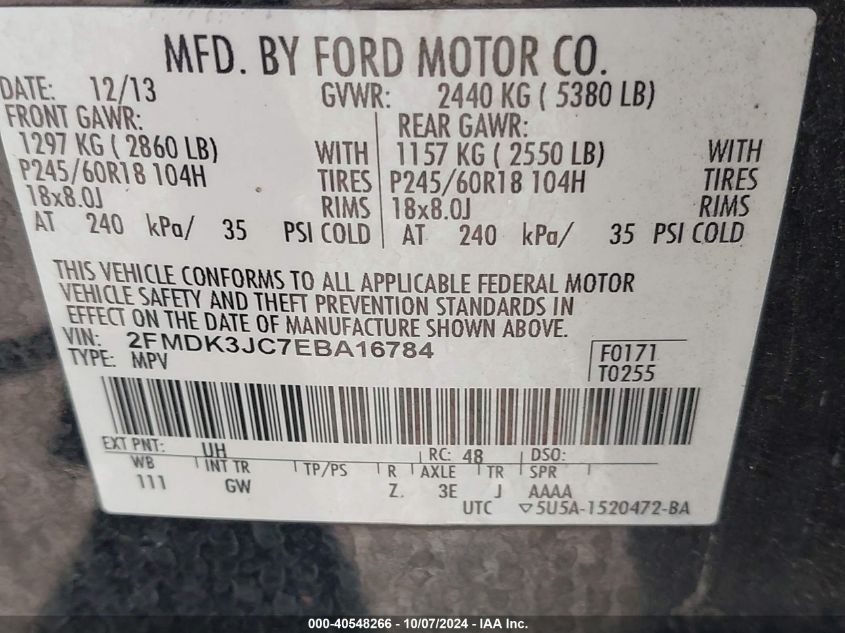 MFD. BY FORD MOTOR CO.
DATE: 12/13 GVWR: 2440 KG ( 5380 LB)
FRONT GAWR: REAR GAWR:
1297 KG ( 2860 LB) WITH 1157 KG ( 2550 LB) WITH
P245/60R18 104H TIRES P245/60R18 104H TIRES
18x8.0J RIMS 18x8.0J RIMS
AT 240 kPa/ 35 PSI COLD AT 240 kPa/ 35 PSI COLD
THIS VEHICLE CONFORMS TO ALL APPLICABLE FEDERAL MOTOR
VEHICLE SAFETY AND THEFT PREVENTION STANDARDS IN
EFFECT ON THE DATE OF MANUFACTURE SHOWN ABOVE.
VIN: 2FMDK3JC7EBA16784 F0171
TYPE: MPV T0255
EXT PNT: UH RC: 48 DSO:
WB INT TR TP/PS R AXLE TR SPR
111 GW Z. 3E J AAAA
UTC ▽5U5A-1520472-BA
000-40548266 - 10/07/2024 - IAA Inc.